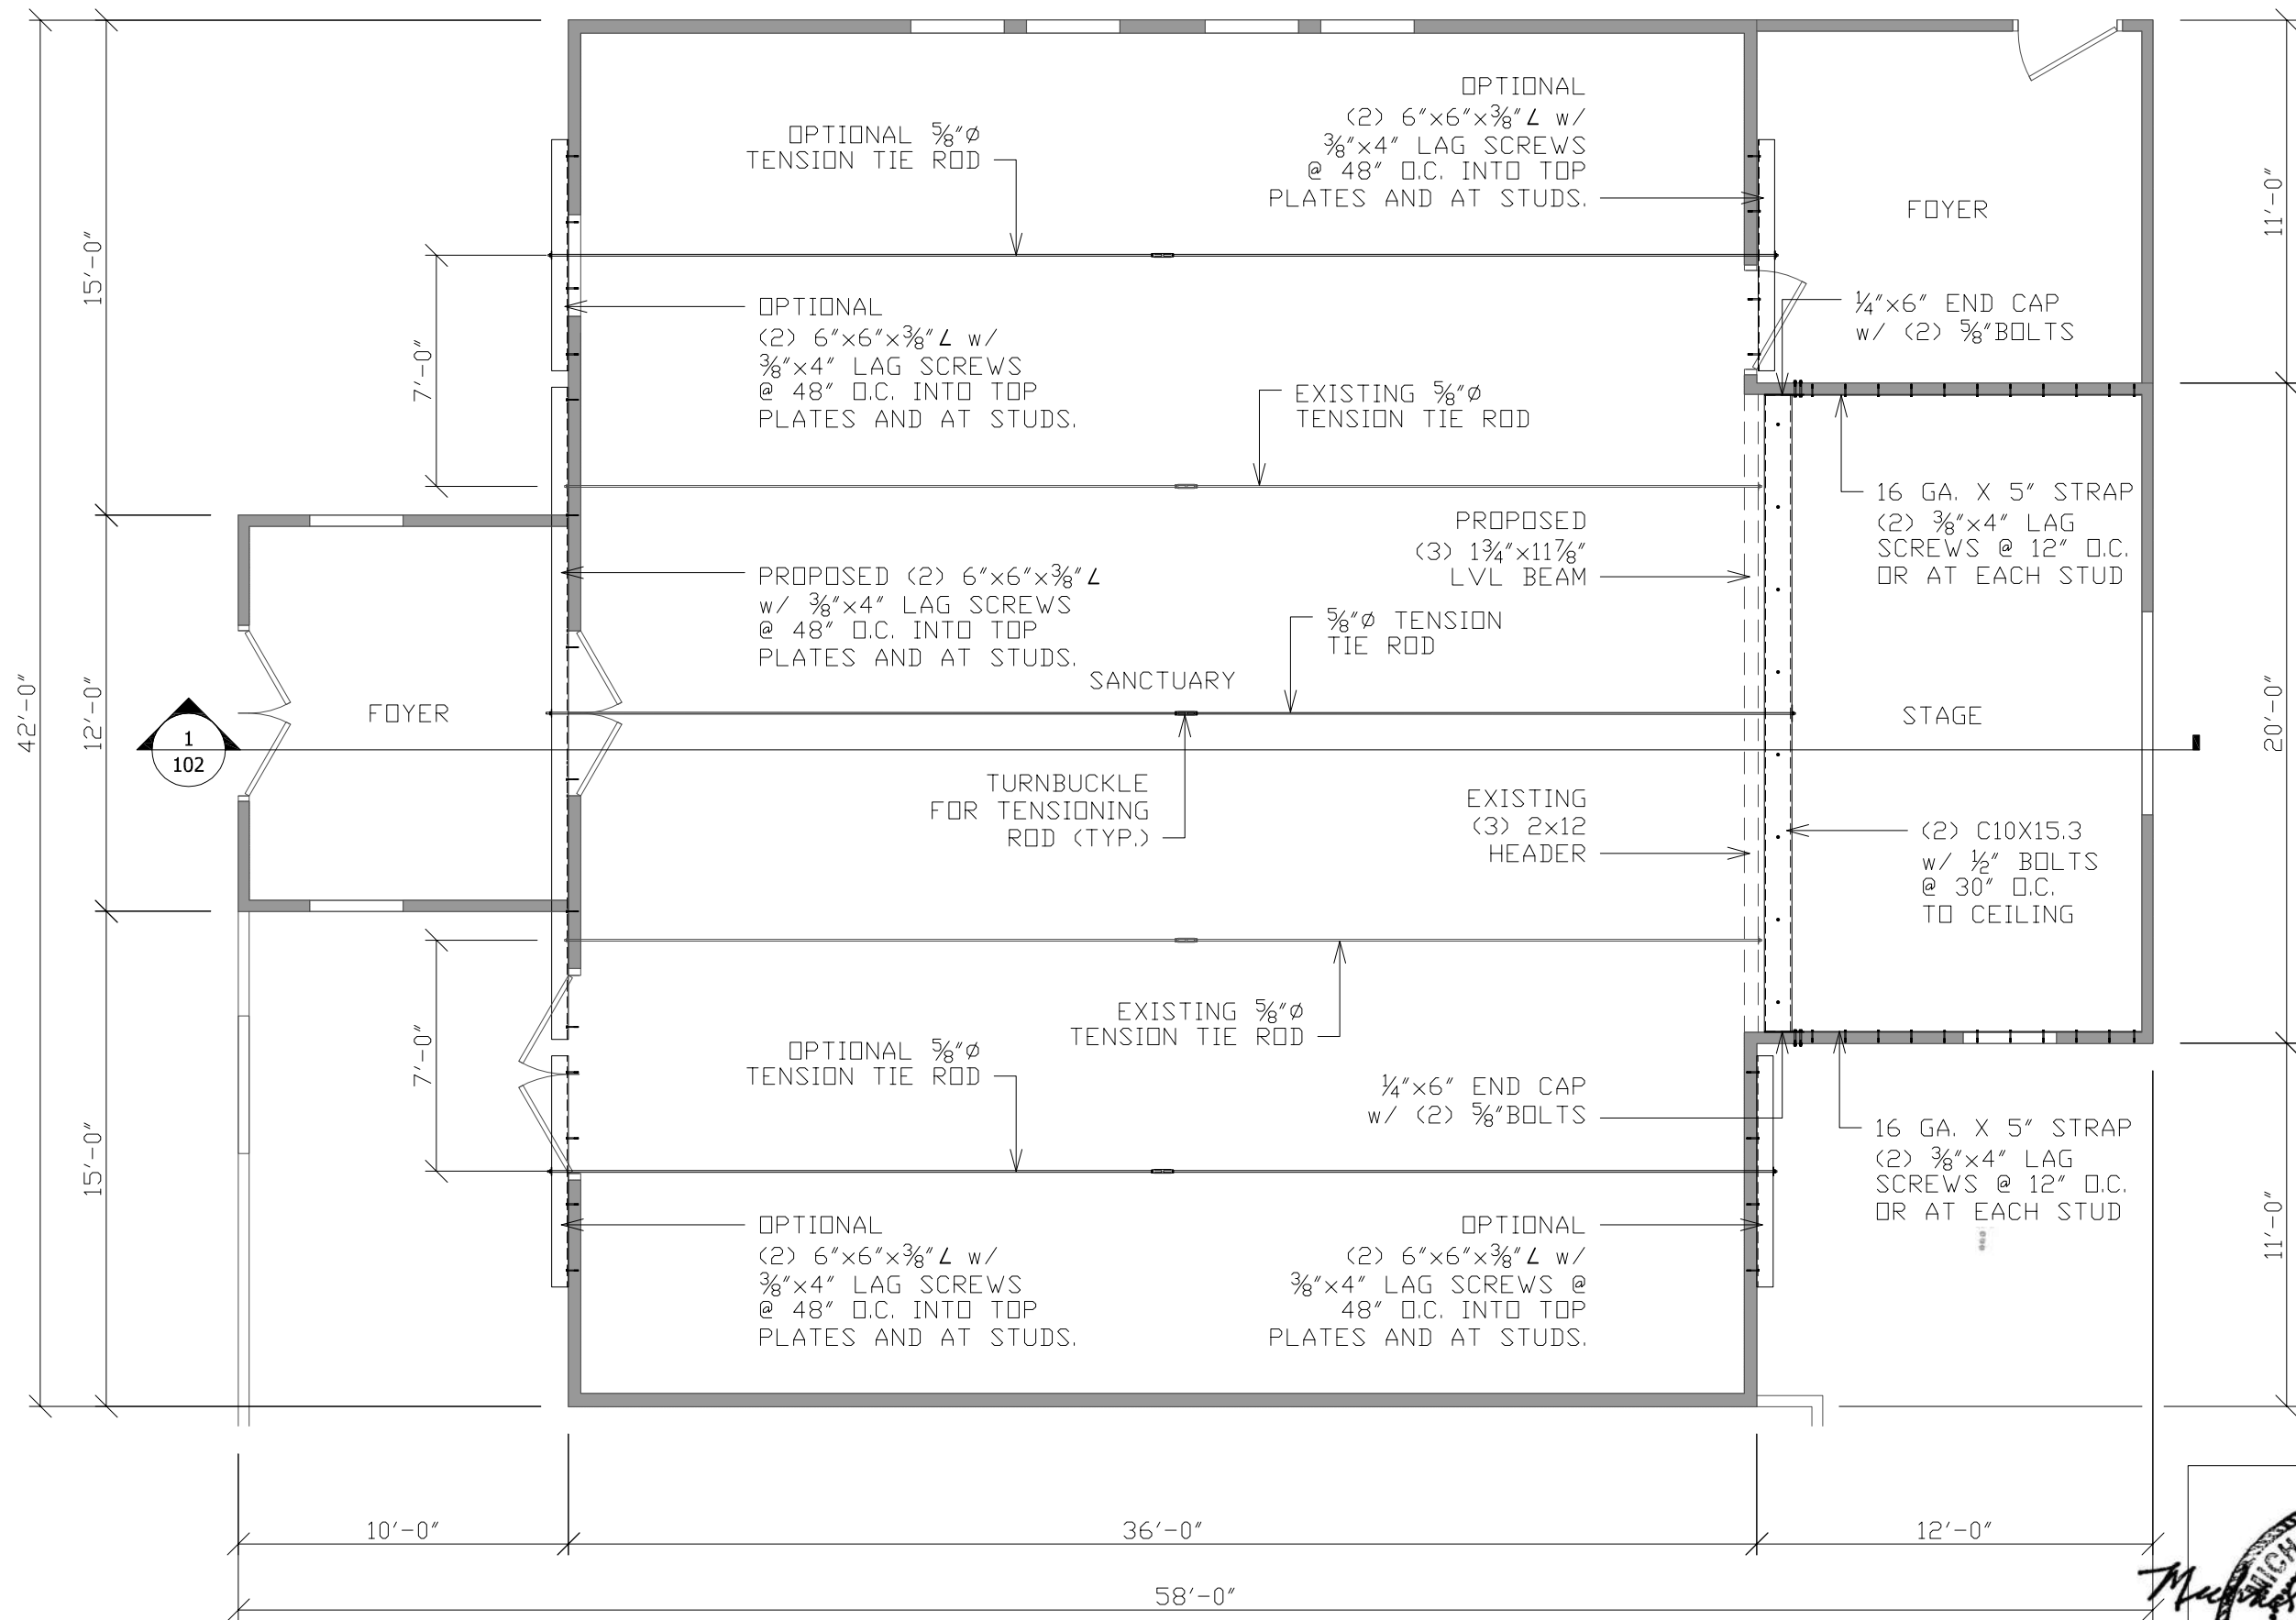 OPTIONAL 5/8"Ø
TENSION TIE ROD
OPTIONAL
(2) 6"x6"x3/8"∠ w/
3/8"x4" LAG SCREWS
@ 48" O.C. INTO TOP
PLATES AND AT STUDS.
FOYER
11'-0"
15'-0"
7'-0"
OPTIONAL
(2) 6"x6"x3/8"∠ w/
3/8"x4" LAG SCREWS
@ 48" O.C. INTO TOP
PLATES AND AT STUDS.
1/4"x6" END CAP
w/ (2) 5/8"BOLTS
EXISTING 5/8"Ø
TENSION TIE ROD
16 GA. X 5" STRAP
(2) 3/8"x4" LAG
SCREWS @ 12" O.C.
OR AT EACH STUD
PROPOSED
(3) 1 3/4"x11 7/8"
LVL BEAM
PROPOSED (2) 6"x6"x3/8"∠
w/ 3/8"x4" LAG SCREWS
@ 48" O.C. INTO TOP
PLATES AND AT STUDS.
5/8"Ø TENSION
TIE ROD
SANCTUARY
42'-0"
12'-0"
1
102
FOYER
STAGE
20'-0"
TURNBUCKLE
FOR TENSIONING
ROD (TYP.)
EXISTING
(3) 2x12
HEADER
(2) C10X15.3
w/ 1/2" BOLTS
@ 30" O.C.
TO CEILING
EXISTING 5/8"Ø
TENSION TIE ROD
7'-0"
OPTIONAL 5/8"Ø
TENSION TIE ROD
1/4"x6" END CAP
w/ (2) 5/8"BOLTS
15'-0"
16 GA. X 5" STRAP
(2) 3/8"x4" LAG
SCREWS @ 12" O.C.
OR AT EACH STUD
11'-0"
OPTIONAL
(2) 6"x6"x3/8"∠ w/
3/8"x4" LAG SCREWS
@ 48" O.C. INTO TOP
PLATES AND AT STUDS.
OPTIONAL
(2) 6"x6"x3/8"∠ w/
3/8"x4" LAG SCREWS @
48" O.C. INTO TOP
PLATES AND AT STUDS.
10'-0"
36'-0"
12'-0"
58'-0"